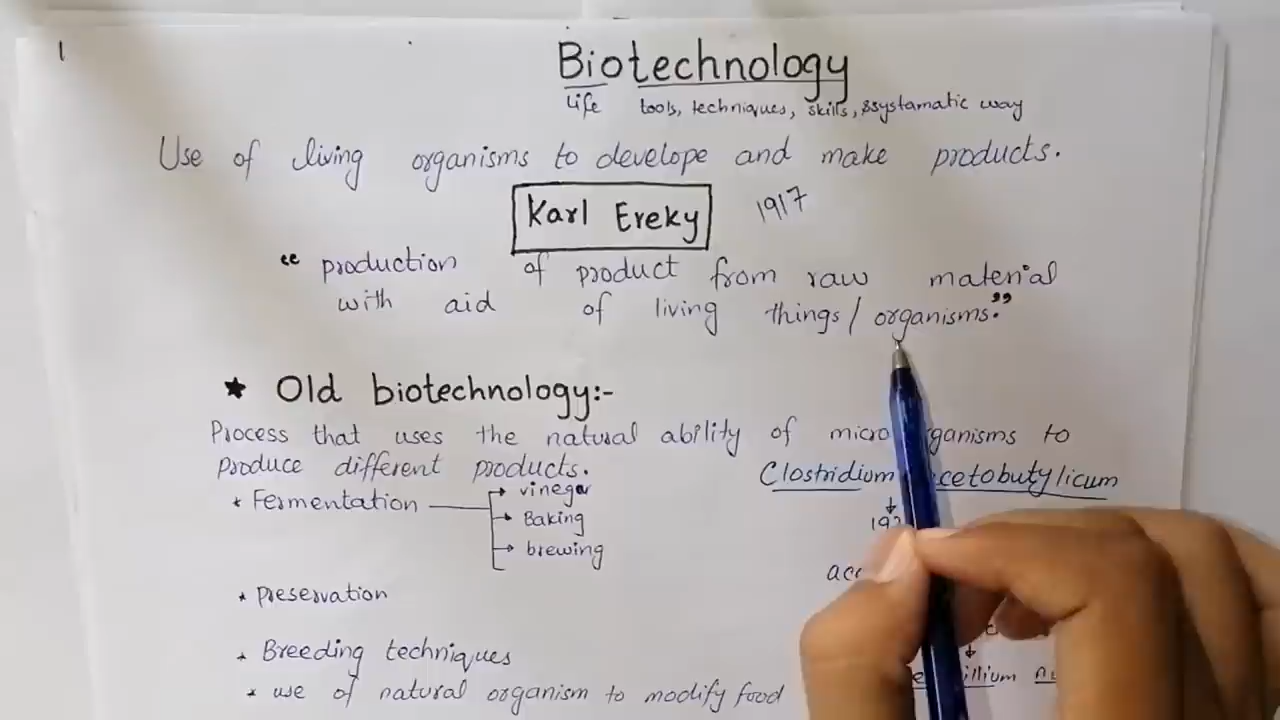 1
Biotechnology
Life tools, techniques, skills, &systamatic way
Use of living organisms to develope and make products.
Karl Ereky 1917
“ production of product from raw material
with aid of living things/organisms.”
★ Old biotechnology:-
Process that uses the natural ability of micro ganisms to
produce different products.
Clostridium cetobutylicum
* Fermentation → vinegar
→ Baking
→ brewing
* Preservation
* Breeding techniques
* use of natural organism to modify food